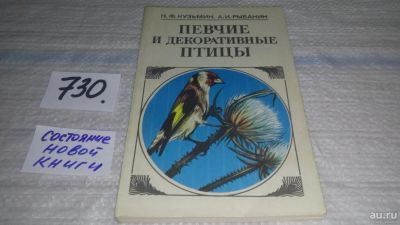 Н.Ф. КУЗЬМИН, А.И. РЫБАНИН
ПЕВЧИЕ
И ДЕКОРАТИВНЫЕ
ПТИЦЫ
730.
СОСТОЯНИЕ
НОВОЙ
КНИГИ
au.ru